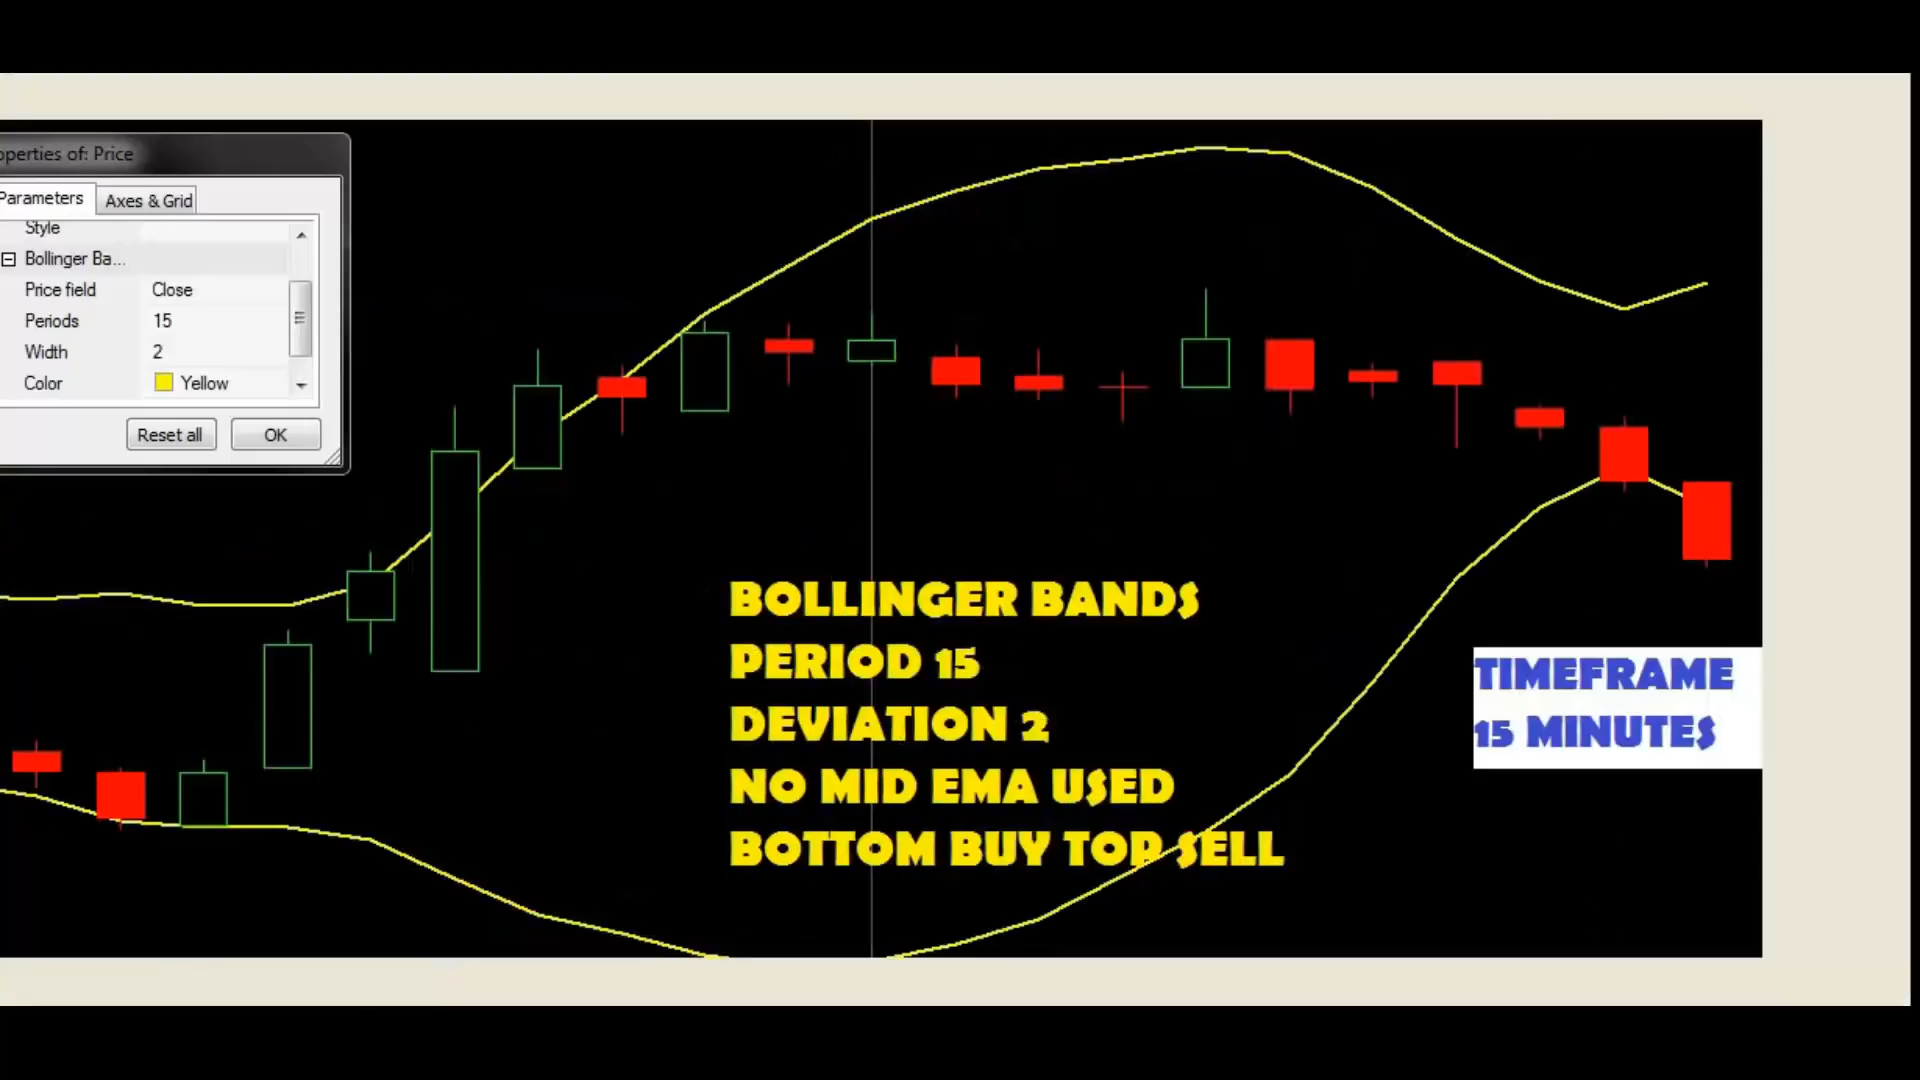 operties of: Price
Parameters Axes & Grid
Style
Bollinger Ba...
Price field Close
Periods 15
Width 2
Color Yellow
Reset all OK
BOLLINGER BANDS
PERIOD 15
DEVIATION 2
NO MID EMA USED
BOTTOM BUY TOP SELL
TIMEFRAME
15 MINUTES